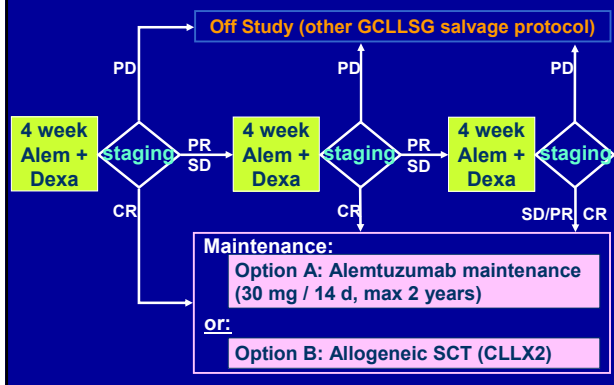 Off Study (other GCLLSG salvage protocol)
PD
PD
PD
4 week
Alem +
Dexa
staging
PR
SD
4 week
Alem +
Dexa
staging
PR
SD
4 week
Alem +
Dexa
staging
CR
CR
SD/PR
CR
Maintenance:
Option A: Alemtuzumab maintenance
(30 mg / 14 d, max 2 years)
or:
Option B: Allogeneic SCT (CLLX2)